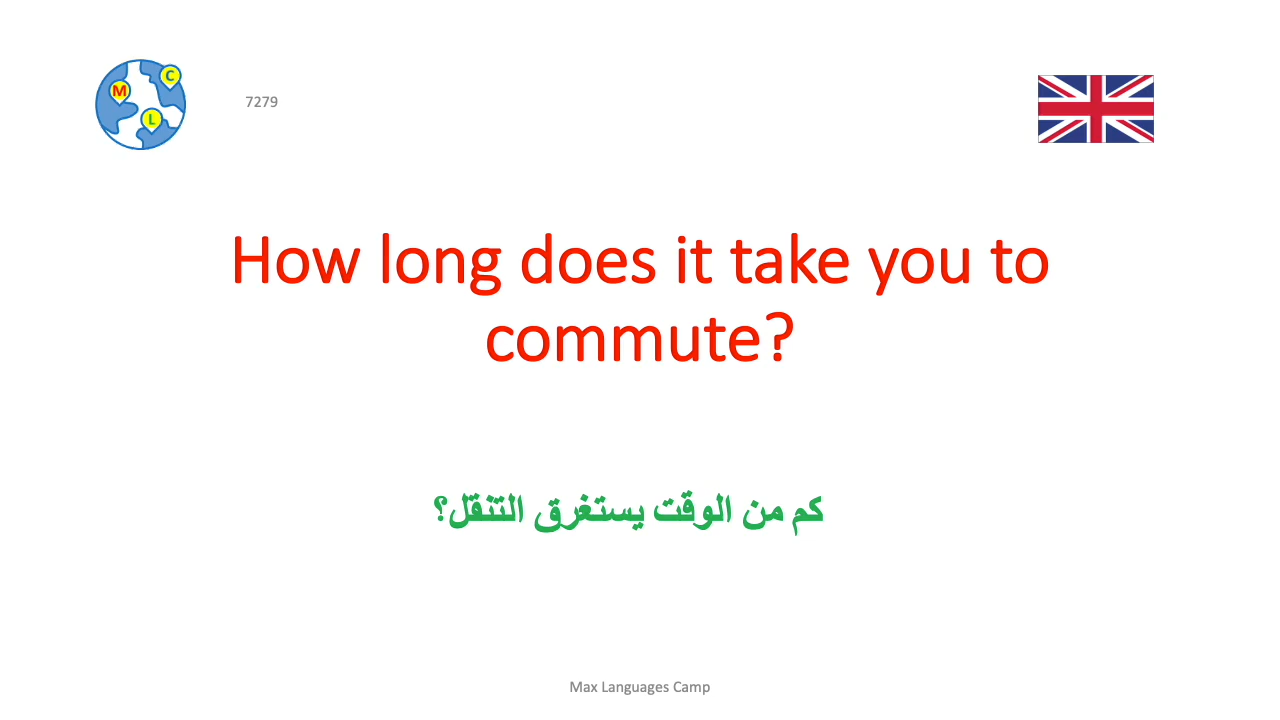 C
M
L
7279
How long does it take you to
commute?
كم من الوقت يستغرق التنقل؟
Max Languages Camp